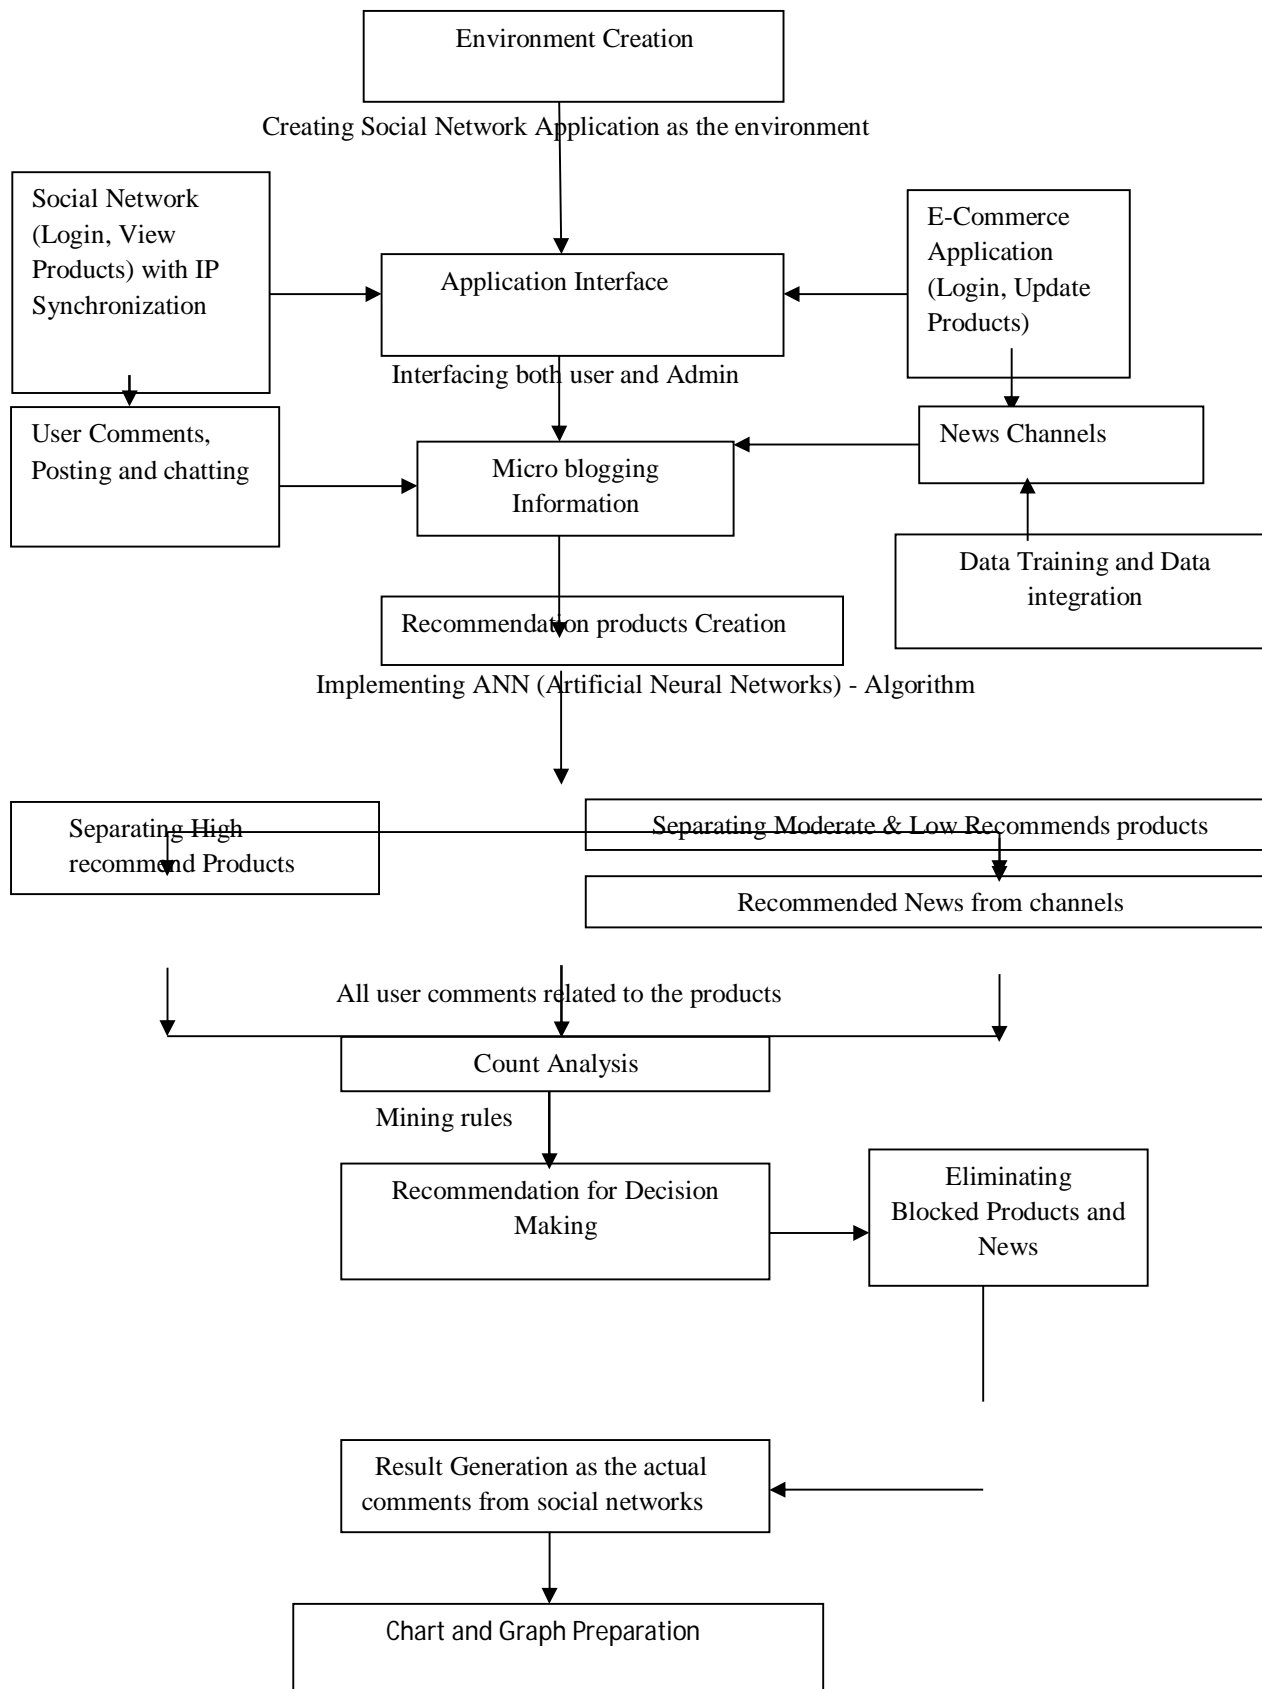 Environment Creation
Creating Social Network Application as the environment
Social Network
(Login, View
Products) with IP
Synchronization
E-Commerce
Application
(Login, Update
Products)
Application Interface
Interfacing both user and Admin
User Comments,
Posting and chatting
News Channels
Micro blogging
Information
Data Training and Data
integration
Recommendation products Creation
Implementing ANN (Artificial Neural Networks) - Algorithm
Separating High
recommend Products
Separating Moderate & Low Recommends products
Recommended News from channels
All user comments related to the products
Count Analysis
Mining rules
Recommendation for Decision
Making
Eliminating
Blocked Products and
News
Result Generation as the actual
comments from social networks
Chart and Graph Preparation